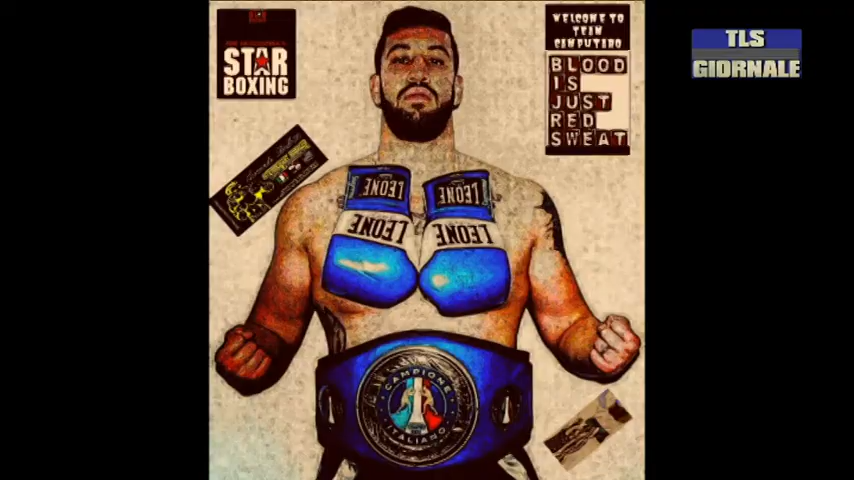 STAR
BOXING
WELCOME TO
TEAM
CAMPUTARO
BLOOD
IS
JUST
RED
SWEAT
TLS
GIORNALE
LEONE
LEONE
LEONE
LEONE
CAMPIONE
ITALIANO